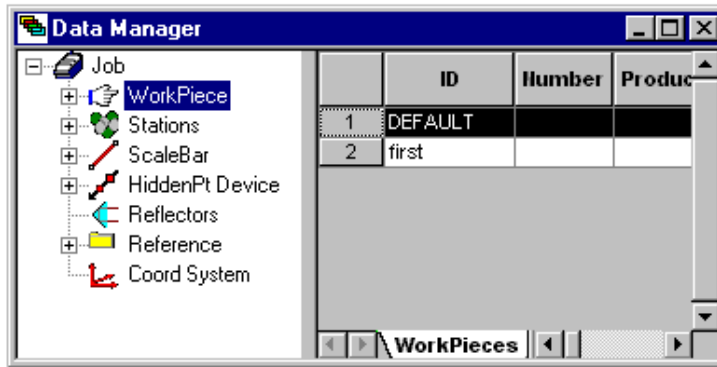 Data Manager
Job
WorkPiece
Stations
ScaleBar
HiddenPt Device
Reflectors
Reference
Coord System
ID Number Produc
1 DEFAULT
2 first
WorkPieces